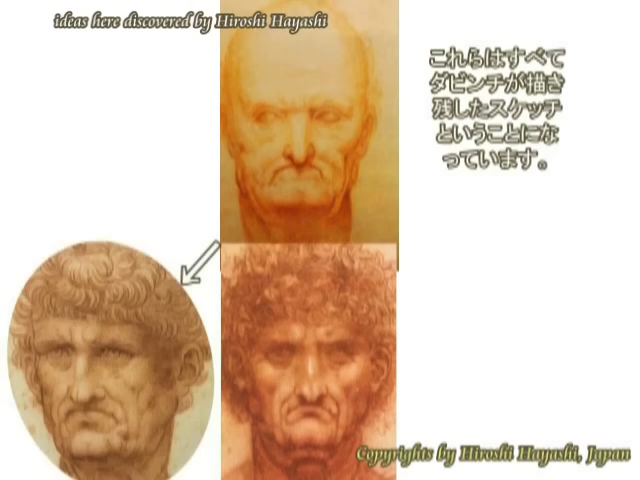 ideas here discovered by Hiroshi Hayashi
これらはすべて
ダビンチが描き
残したスケッチ
ということにな
っています。
Copyrights by Hiroshi Hayashi, Japan